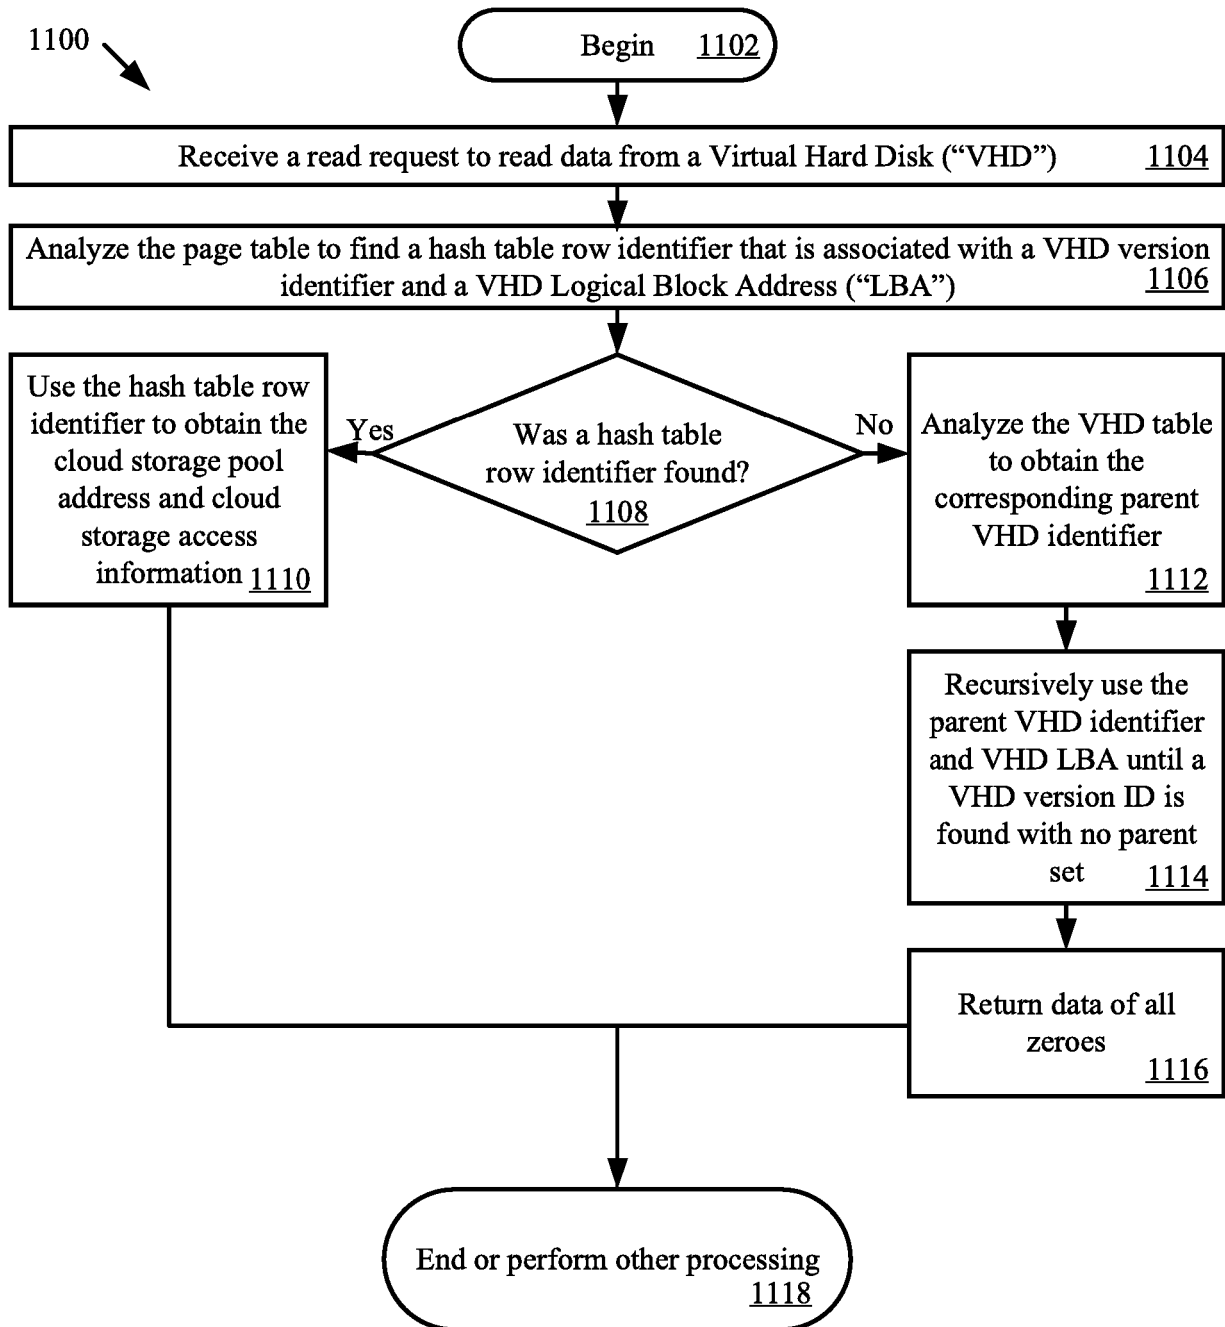 1100
Begin 1102
Receive a read request to read data from a Virtual Hard Disk (“VHD”) 1104
Analyze the page table to find a hash table row identifier that is associated with a VHD version
identifier and a VHD Logical Block Address (“LBA”) 1106
Use the hash table row
identifier to obtain the
cloud storage pool
address and cloud
storage access
information 1110
Yes
Was a hash table
row identifier found?
1108
No
Analyze the VHD table
to obtain the
corresponding parent
VHD identifier
1112
Recursively use the
parent VHD identifier
and VHD LBA until a
VHD version ID is
found with no parent
set 1114
Return data of all
zeroes
1116
End or perform other processing
1118